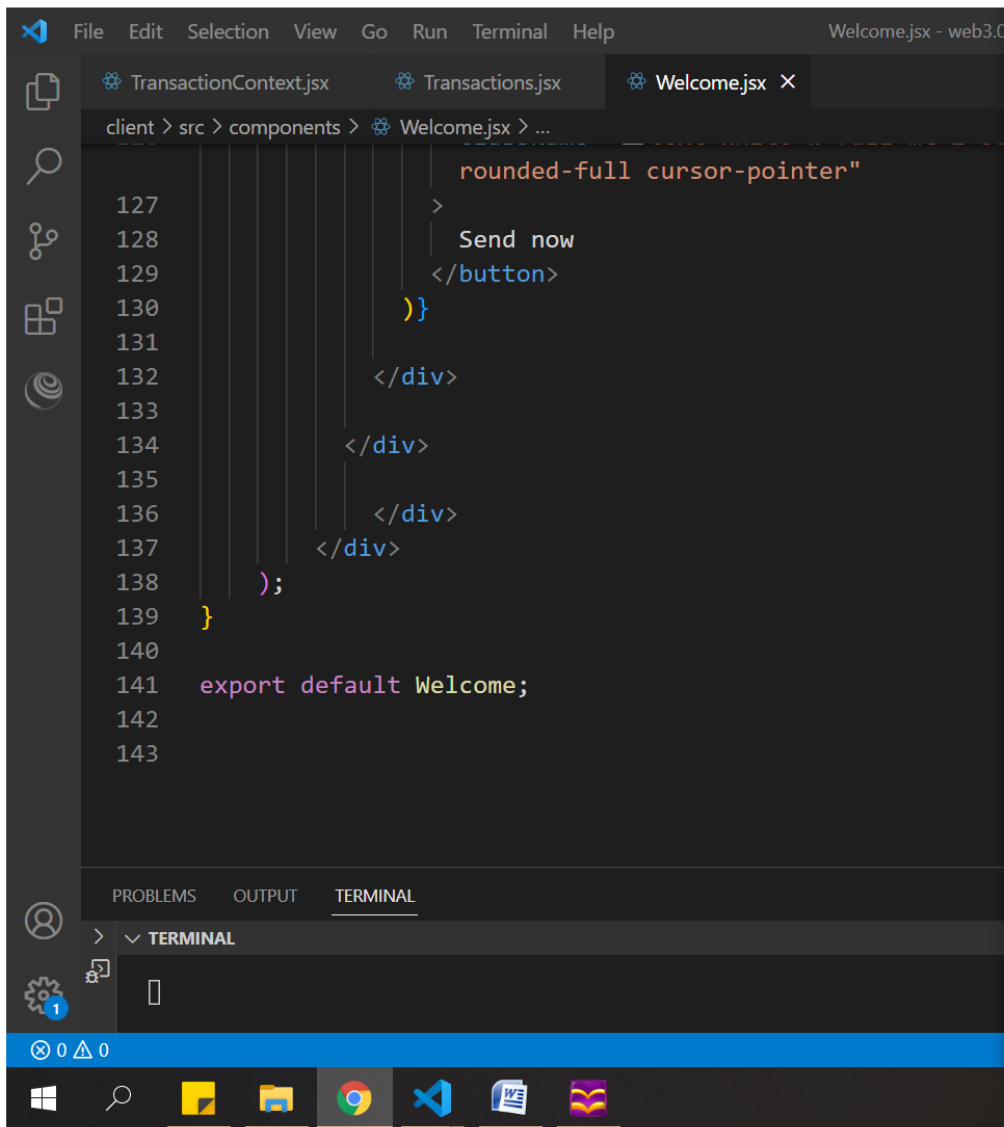 File Edit Selection View Go Run Terminal Help Welcome.jsx - web3.0
TransactionContext.jsx Transactions.jsx Welcome.jsx
client > src > components > Welcome.jsx > ...
rounded-full cursor-pointer"
127 >
128 Send now
129 </button>
130 )}
131
132 </div>
133
134 </div>
135
136 </div>
137 </div>
138 );
139 }
140
141 export default Welcome;
142
143
PROBLEMS OUTPUT TERMINAL
TERMINAL
1
0 0